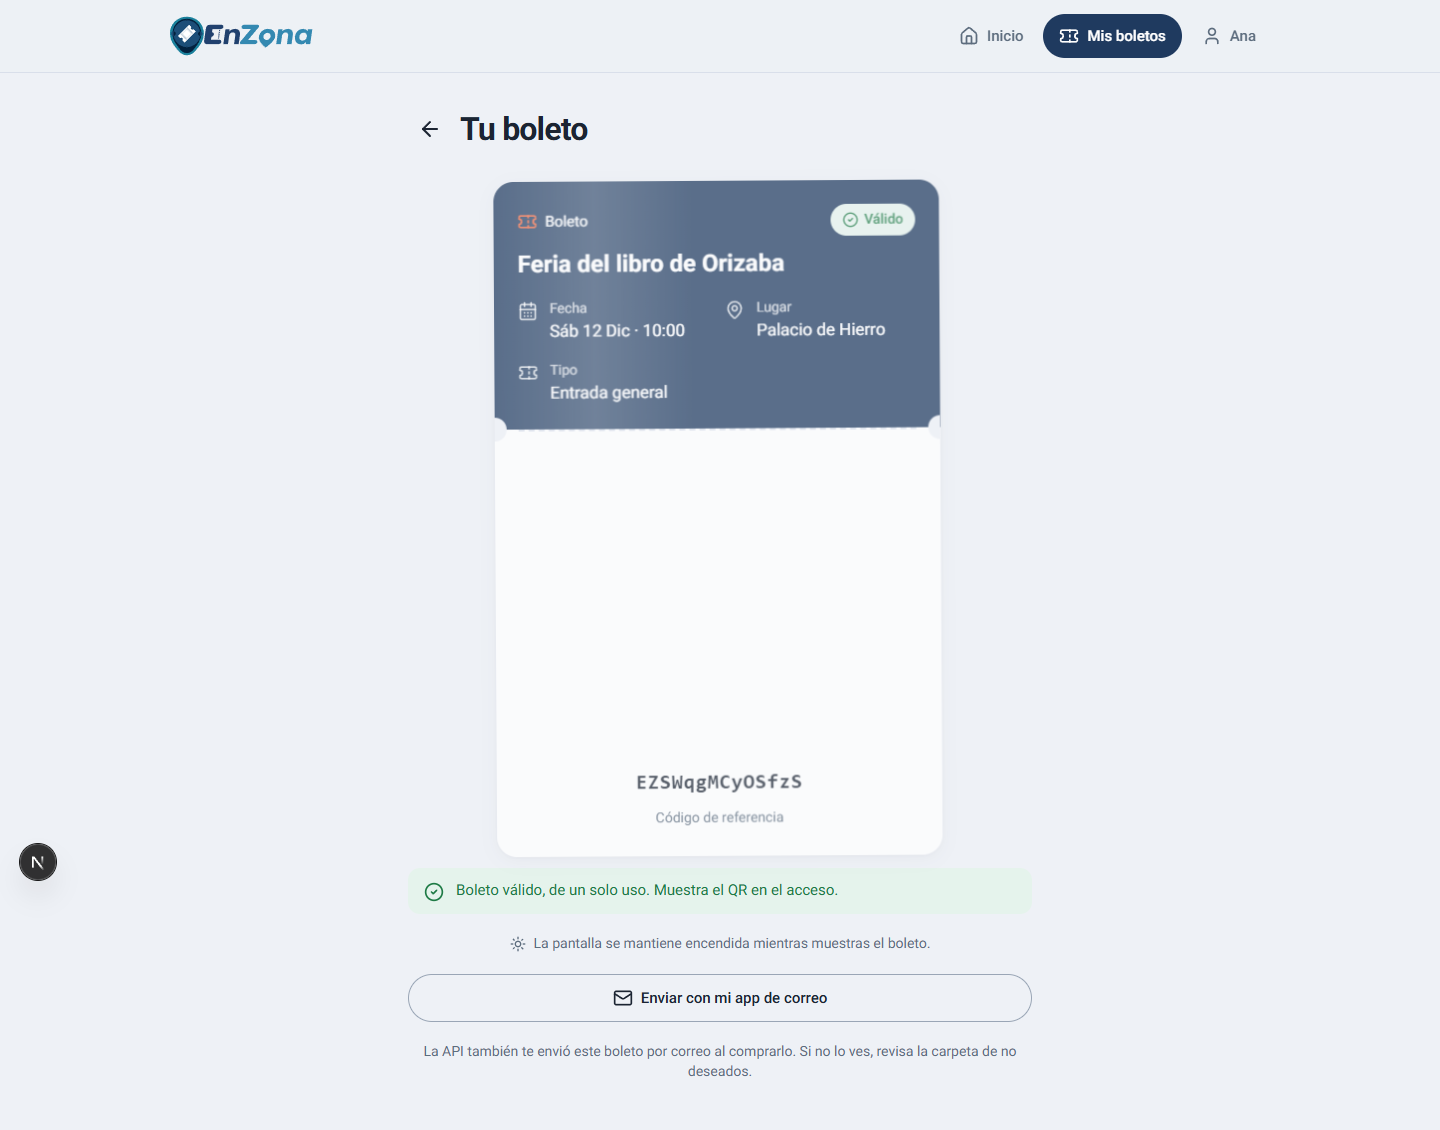 EnZona
Inicio
Mis boletos
Ana
Tu boleto
Boleto
Válido
Feria del libro de Orizaba
Fecha
Sáb 12 Dic · 10:00
Lugar
Palacio de Hierro
Tipo
Entrada general
EZSWqgMCyOSfzS
Código de referencia
N
Boleto válido, de un solo uso. Muestra el QR en el acceso.
La pantalla se mantiene encendida mientras muestras el boleto.
Enviar con mi app de correo
La API también te envió este boleto por correo al comprarlo. Si no lo ves, revisa la carpeta de no
deseados.